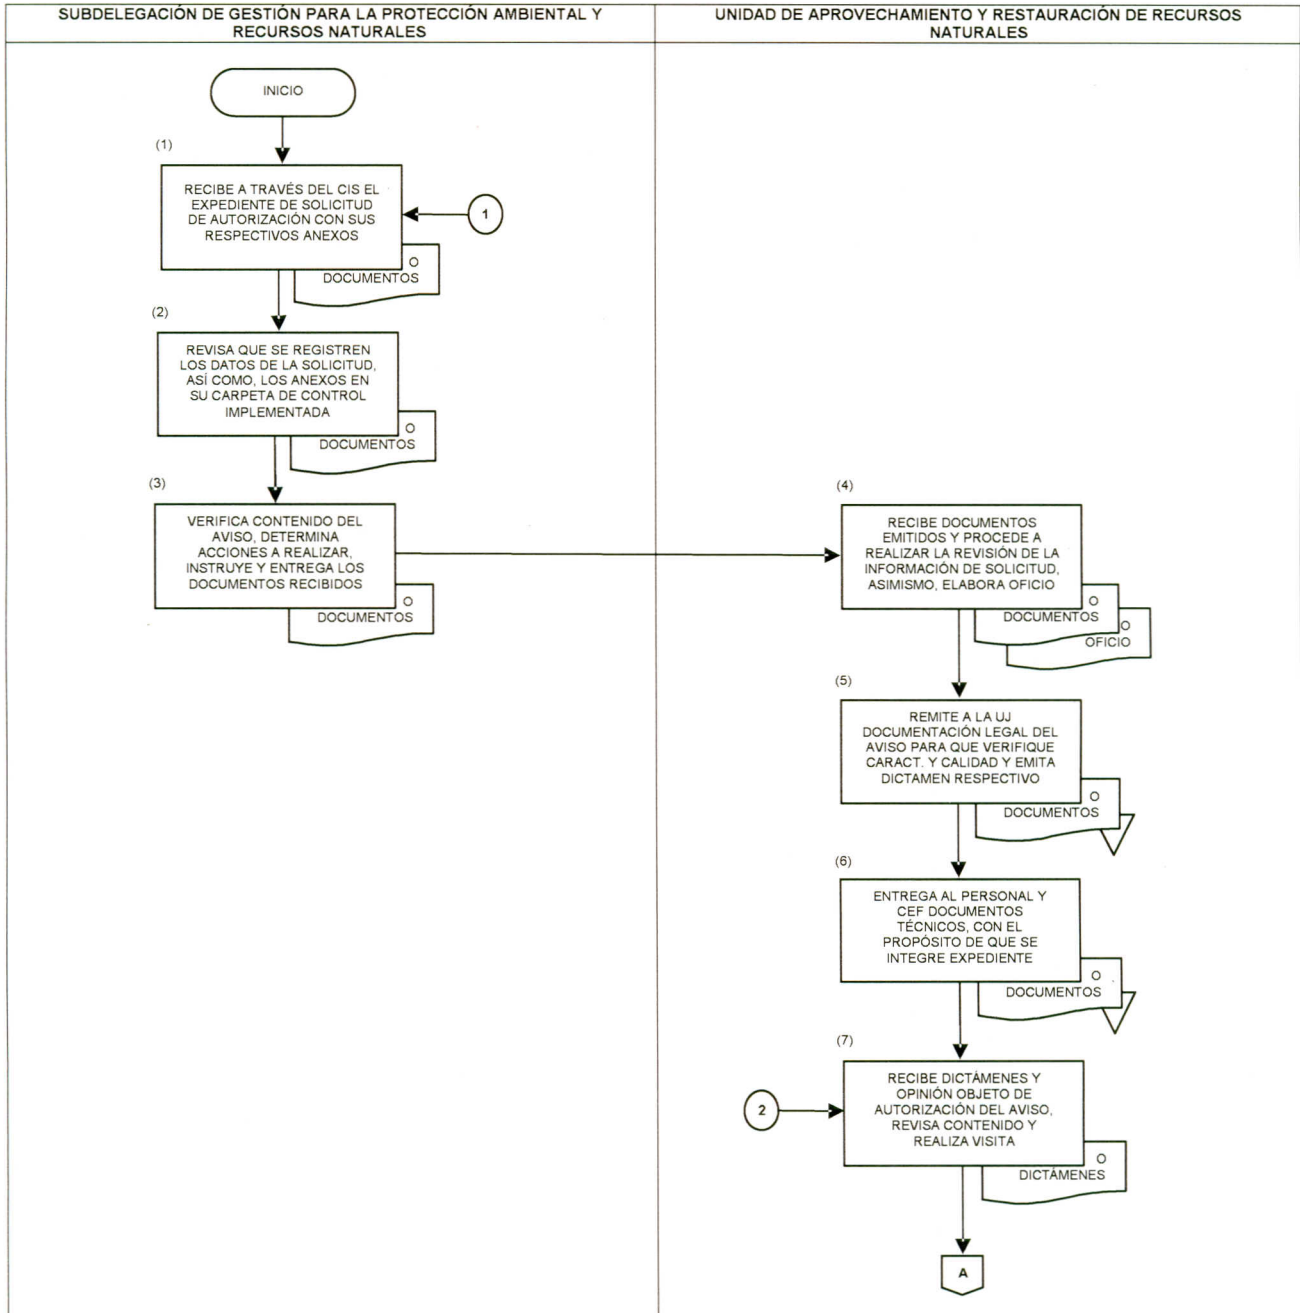 SUBDELEGACIÓN DE GESTIÓN PARA LA PROTECCIÓN AMBIENTAL Y
RECURSOS NATURALES
UNIDAD DE APROVECHAMIENTO Y RESTAURACIÓN DE RECURSOS
NATURALES
INICIO
(1)
RECIBE A TRAVÉS DEL CIS EL
EXPEDIENTE DE SOLICITUD
DE AUTORIZACIÓN CON SUS
RESPECTIVOS ANEXOS
1
O
DOCUMENTOS
(2)
REVISA QUE SE REGISTREN
LOS DATOS DE LA SOLICITUD,
ASÍ COMO, LOS ANEXOS EN
SU CARPETA DE CONTROL
IMPLEMENTADA
O
DOCUMENTOS
(3)
VERIFICA CONTENIDO DEL
AVISO, DETERMINA
ACCIONES A REALIZAR,
INSTRUYE Y ENTREGA LOS
DOCUMENTOS RECIBIDOS
O
DOCUMENTOS
(4)
RECIBE DOCUMENTOS
EMITIDOS Y PROCEDE A
REALIZAR LA REVISIÓN DE LA
INFORMACIÓN DE SOLICITUD,
ASIMISMO, ELABORA OFICIO
O
DOCUMENTOS
O
OFICIO
(5)
REMITE A LA UJ
DOCUMENTACIÓN LEGAL DEL
AVISO PARA QUE VERIFIQUE
CARACT. Y CALIDAD Y EMITA
DICTAMEN RESPECTIVO
O
DOCUMENTOS
(6)
ENTREGA AL PERSONAL Y
CEF DOCUMENTOS
TÉCNICOS, CON EL
PROPÓSITO DE QUE SE
INTEGRE EXPEDIENTE
O
DOCUMENTOS
(7)
RECIBE DICTÁMENES Y
OPINIÓN OBJETO DE
AUTORIZACIÓN DEL AVISO,
REVISA CONTENIDO Y
REALIZA VISITA
2
O
DICTÁMENES
A